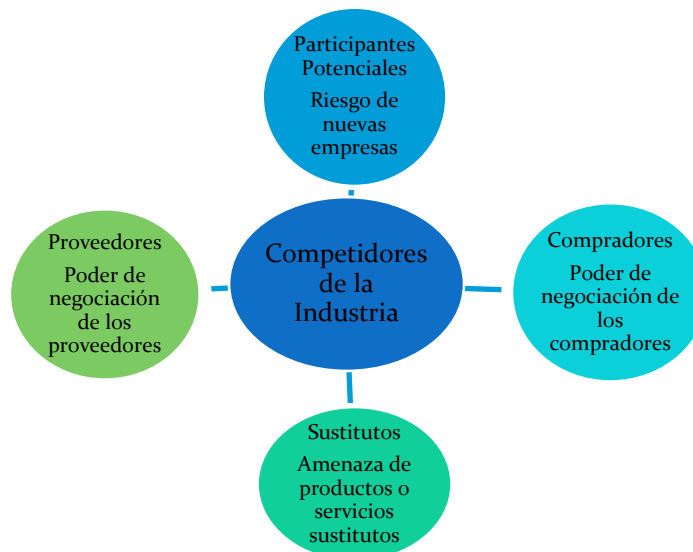 Participantes
Potenciales
Riesgo de
nuevas
empresas
Proveedores
Poder de
negociación
de los
proveedores
Competidores
de la
Industria
Compradores
Poder de
negociación de
los
compradores
Sustitutos
Amenaza de
productos o
servicios
sustitutos